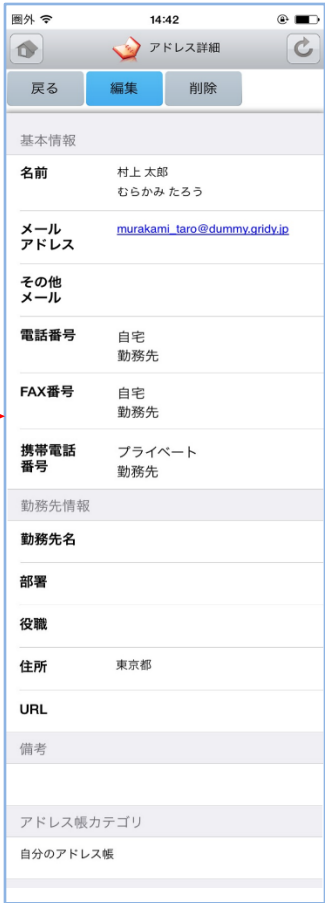 圏外 14:42
アドレス詳細
戻る 編集 削除
基本情報
名前 村上 太郎
むらかみ たろう
メール murakami_taro@dummy.gridy.jp
アドレス
その他
メール
電話番号 自宅
勤務先
FAX番号 自宅
勤務先
携帯電話 プライベート
番号 勤務先
勤務先情報
勤務先名
部署
役職
住所 東京都
URL
備考
アドレス帳カテゴリ
自分のアドレス帳